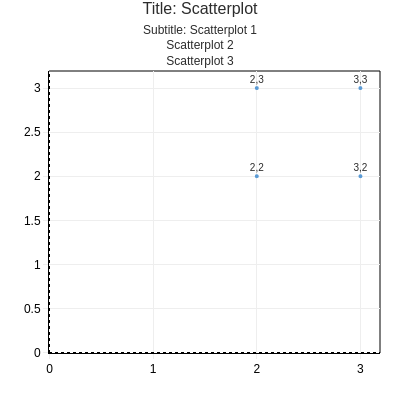 Title: Scatterplot
Subtitle: Scatterplot 1
Scatterplot 2
Scatterplot 3
3
2,3 3,3
2.5
2
2,2 3,2
1.5
1
0.5
0
0 1 2 3